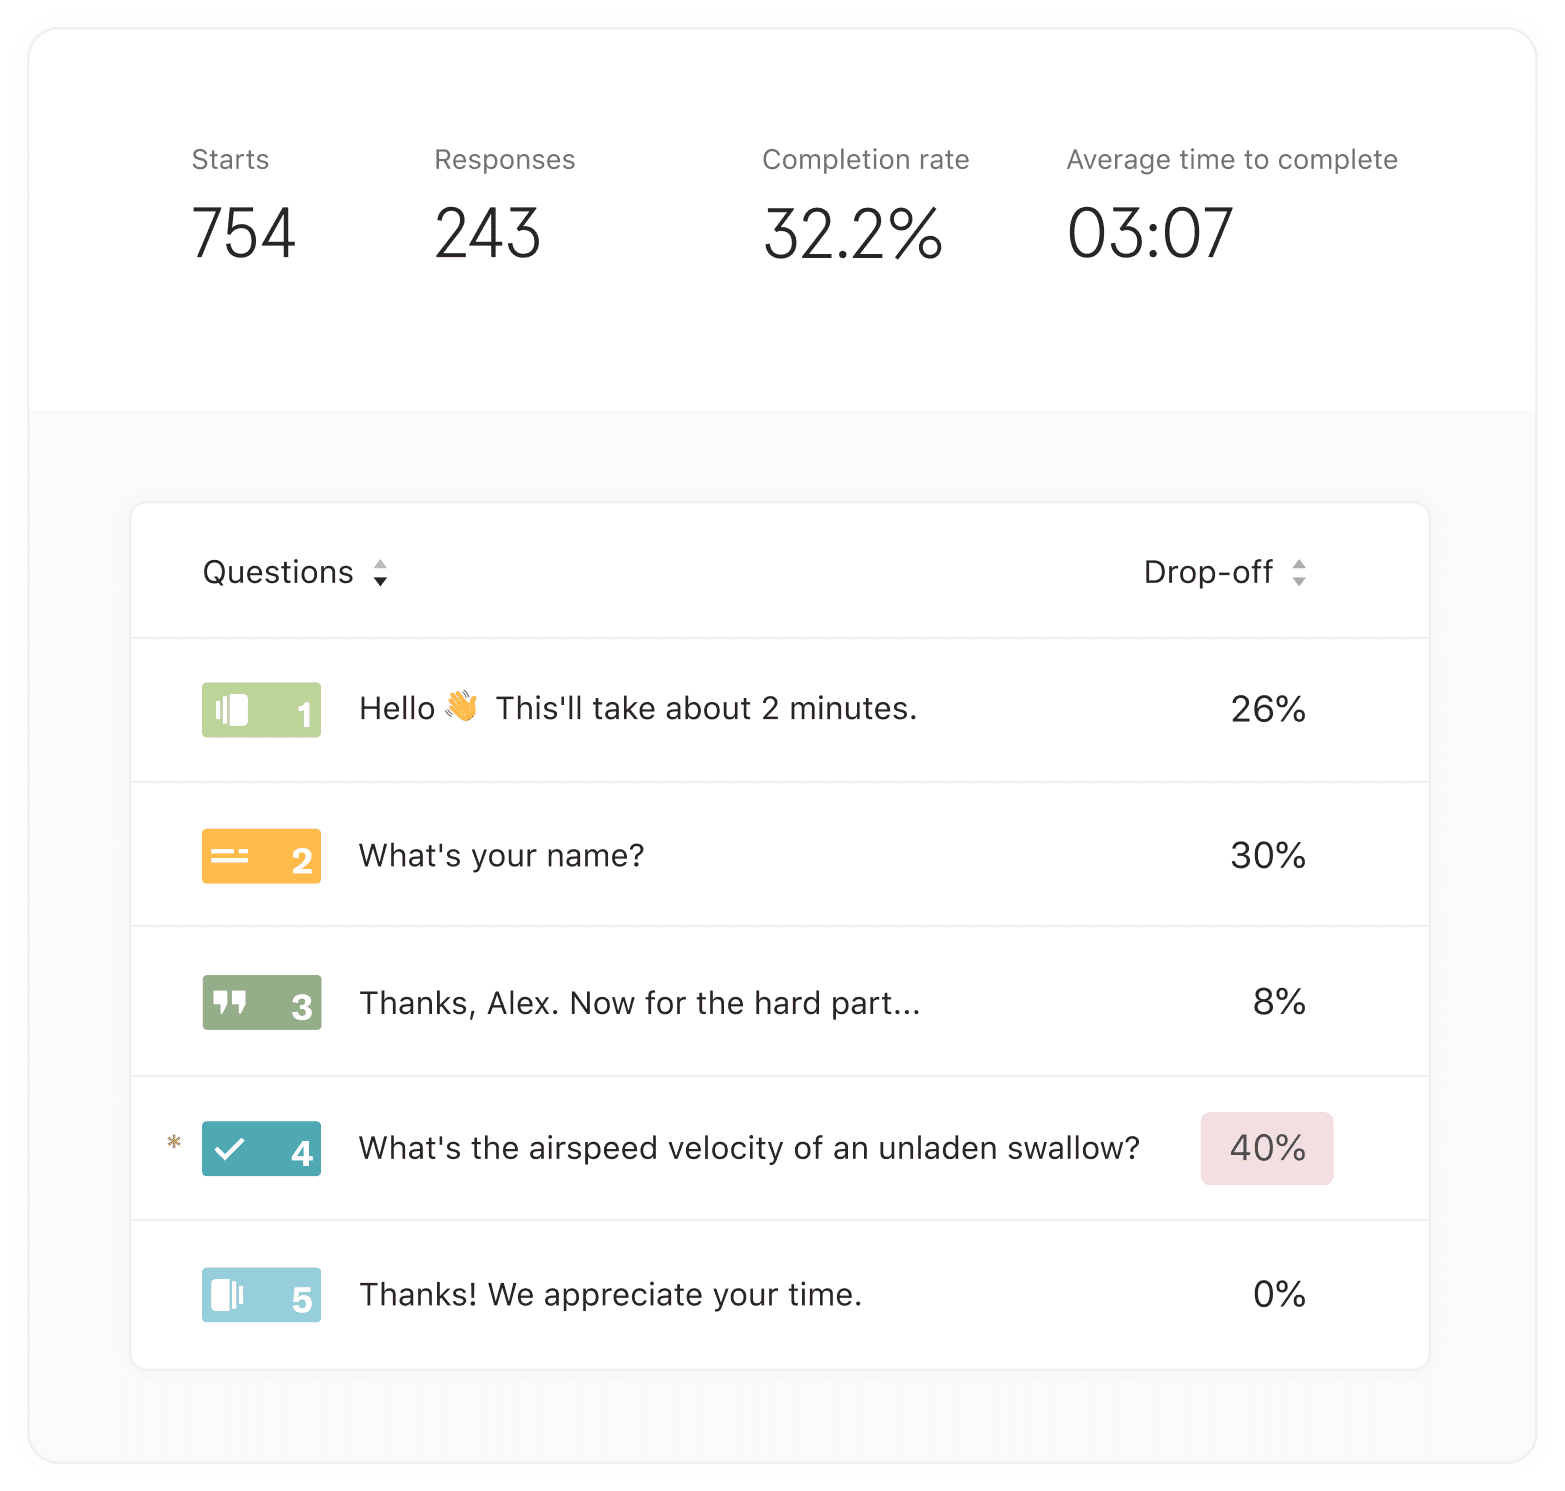 Starts Responses Completion rate Average time to complete
754 243 32.2% 03:07
Questions Drop-off
1 Hello 👋 This'll take about 2 minutes. 26%
2 What's your name? 30%
3 Thanks, Alex. Now for the hard part... 8%
* 4 What's the airspeed velocity of an unladen swallow? 40%
5 Thanks! We appreciate your time. 0%